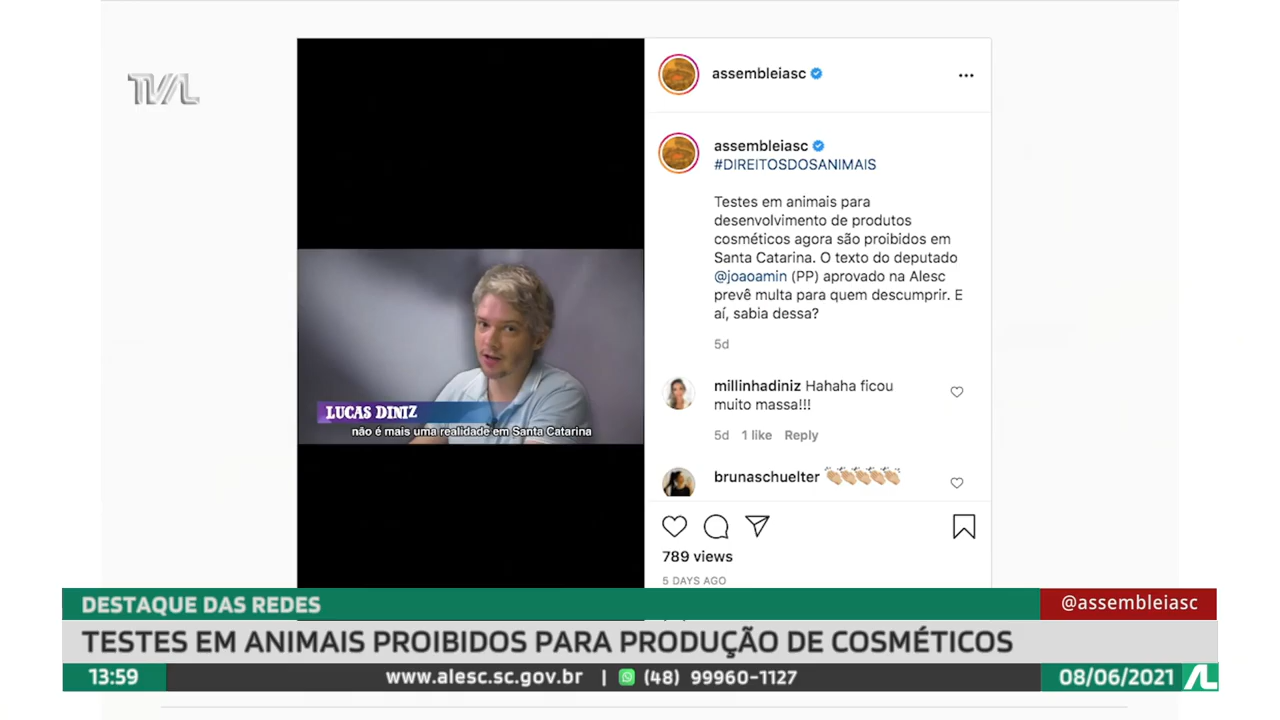 TVAL
assembleiasc
assembleiasc
#DIREITOSDOSANIMAIS
Testes em animais para
desenvolvimento de produtos
cosméticos agora são proibidos em
Santa Catarina. O texto do deputado
@joaoamin (PP) aprovado na Alesc
prevê multa para quem descumprir. E
aí, sabia dessa?
5d
millinhadiniz Hahaha ficou
muito massa!!!
5d 1 like Reply
brunaschuelter 👏🏼👏🏼👏🏼👏🏼👏🏼
789 views
5 DAYS AGO
LUCAS DINIZ
não é mais uma realidade em Santa Catarina
DESTAQUE DAS REDES
@assembleiasc
TESTES EM ANIMAIS PROIBIDOS PARA PRODUÇÃO DE COSMÉTICOS
13:59 www.alesc.sc.gov.br | (48) 99960-1127 08/06/2021 AL